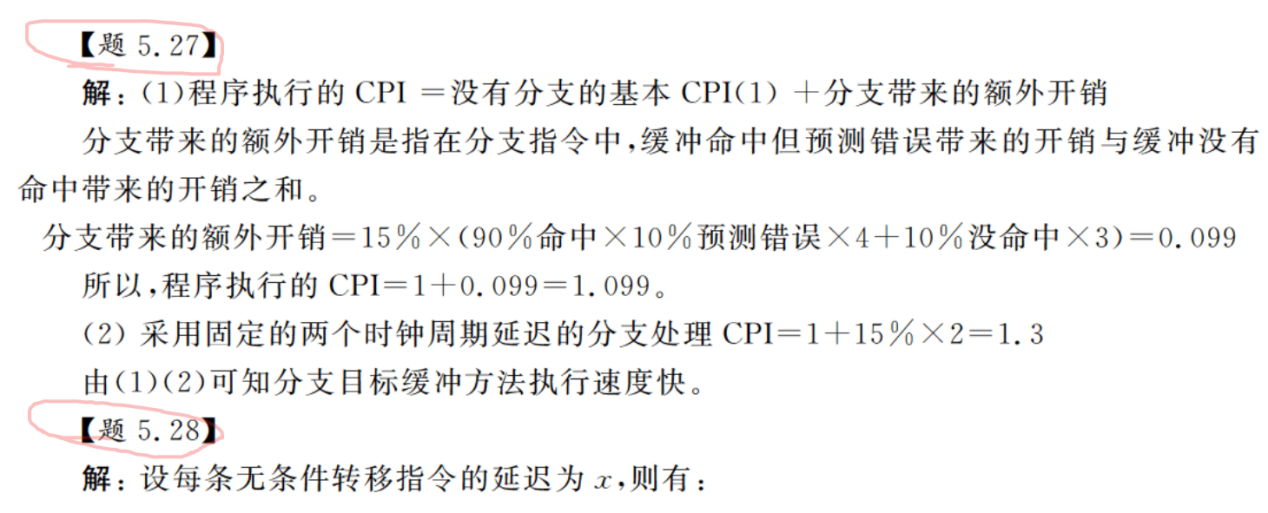 【题 5.27】
解：(1)程序执行的 CPI ＝没有分支的基本 CPI(1) ＋分支带来的额外开销
分支带来的额外开销是指在分支指令中,缓冲命中但预测错误带来的开销与缓冲没有
命中带来的开销之和。
分支带来的额外开销＝15％×(90％命中×10％预测错误×4＋10％没命中×3)＝0.099
所以,程序执行的 CPI＝1＋0.099＝1.099。
(2) 采用固定的两个时钟周期延迟的分支处理 CPI＝1＋15％×2＝1.3
由(1)(2)可知分支目标缓冲方法执行速度快。
【题 5.28】
解：设每条无条件转移指令的延迟为 x,则有：